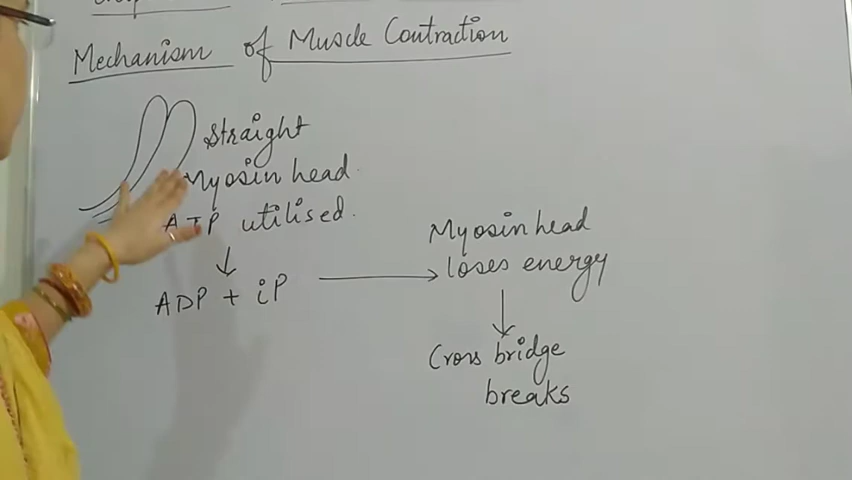 Mechanism of Muscle Contraction
Straight
Myosin head
ATP utilised.
ADP + iP
Myosin head
loses energy
Cross bridge
breaks